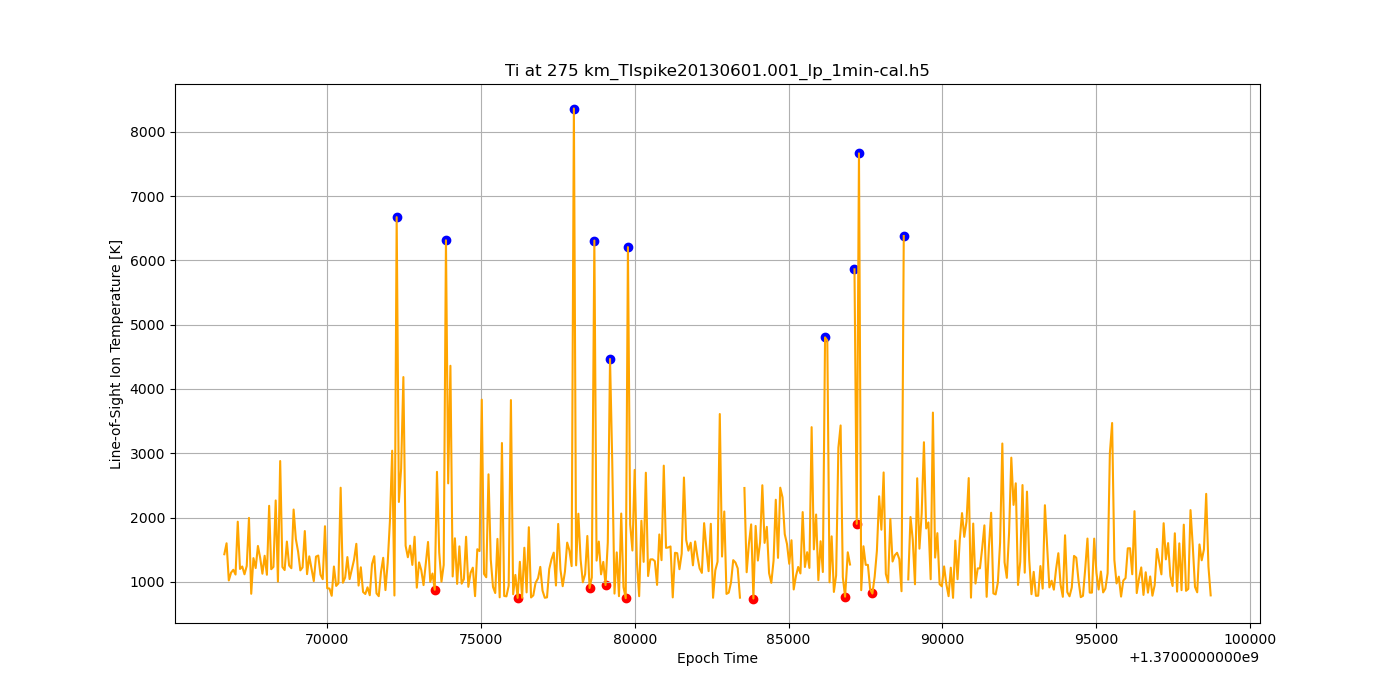 Ti at 275 km_TIspike20130601.001_lp_1min-cal.h5
Line-of-Sight Ion Temperature [K]
8000
7000
6000
5000
4000
3000
2000
1000
70000 75000 80000 85000 90000 95000 100000
Epoch Time
+1.3700000000e9